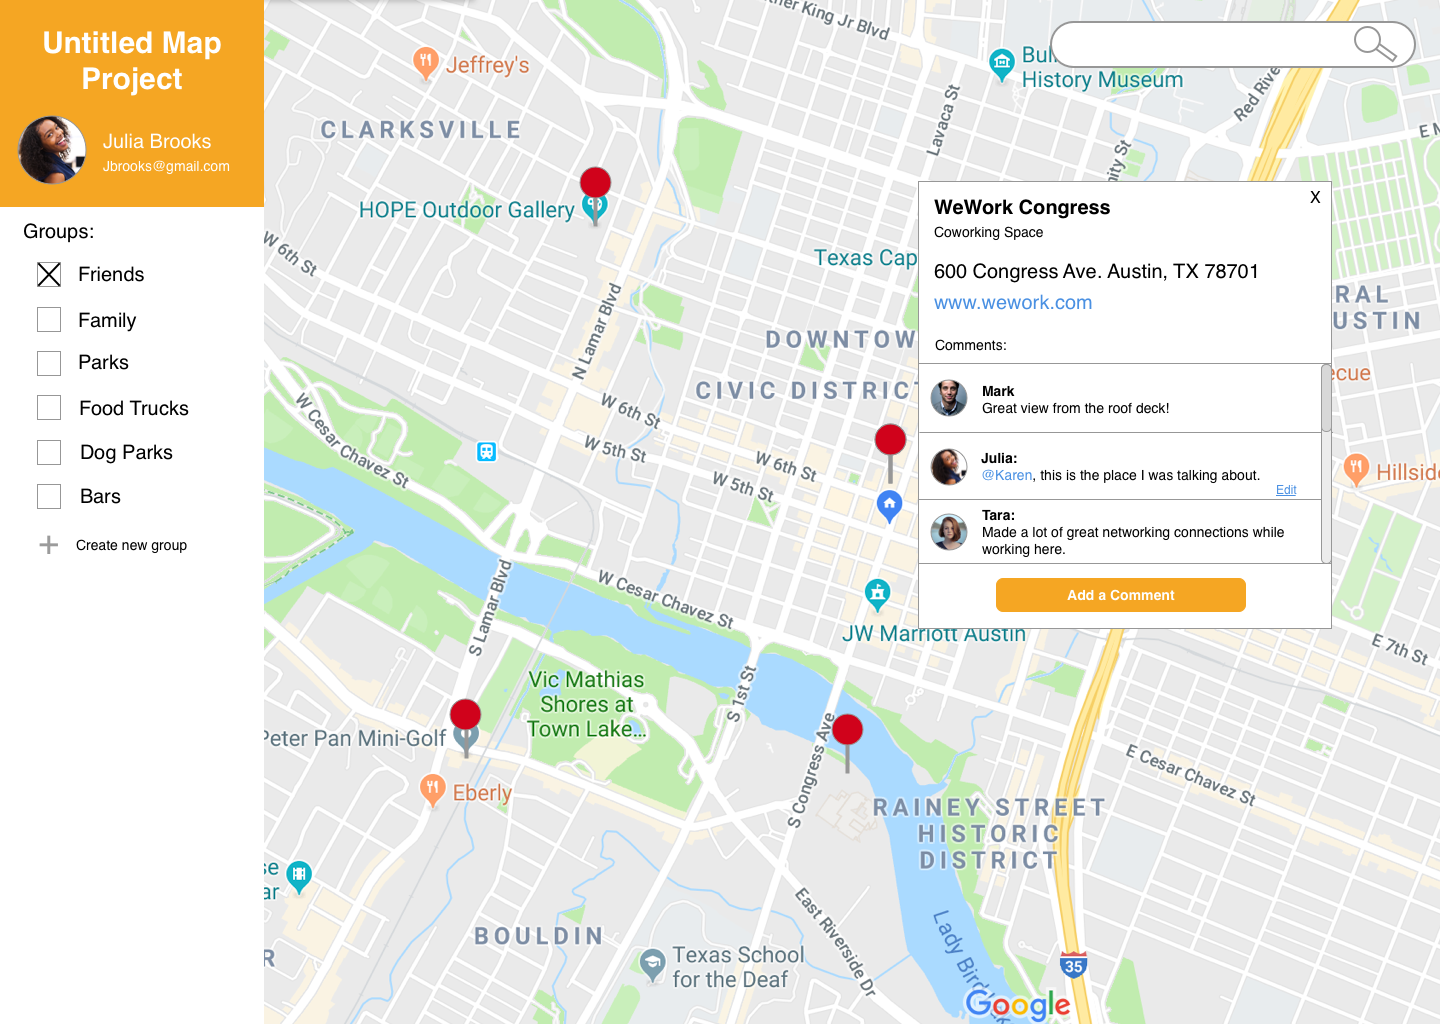 Untitled Map
Project
Julia Brooks
Jbrooks@gmail.com
Groups:
Friends
Family
Parks
Food Trucks
Dog Parks
Bars
Create new group
ther King Jr Blvd
Jeffrey's
CLARKSVILLE
HOPE Outdoor Gallery
W 6th St
N Lamar Blvd
Lavaca St
History Museum
Red River
nity St
E M
Texas Cap
DOWNTOW
CIVIC DISTRICT
RAL
USTIN
ecue
Hillside
WeWork Congress
X
Coworking Space
600 Congress Ave. Austin, TX 78701
www.wework.com
Comments:
Mark
Great view from the roof deck!
Julia:
@Karen, this is the place I was talking about.
Edit
Tara:
Made a lot of great networking connections while
working here.
Add a Comment
W Cesar Chavez St
W 6th St
W 5th St
W 6th St
W 5th St
W Cesar Chavez St
S Lamar Blvd
JW Marriott Austin
E 7th St
Vic Mathias
Shores at
Town Lake...
S 1st St
Peter Pan Mini-Golf
Eberly
S Congress Ave
E Cesar Chavez St
RAINEY STREET
HISTORIC
DISTRICT
se
ar
BOULDIN
R
Texas School
for the Deaf
East Riverside Dr
Lady Bird
35
Google